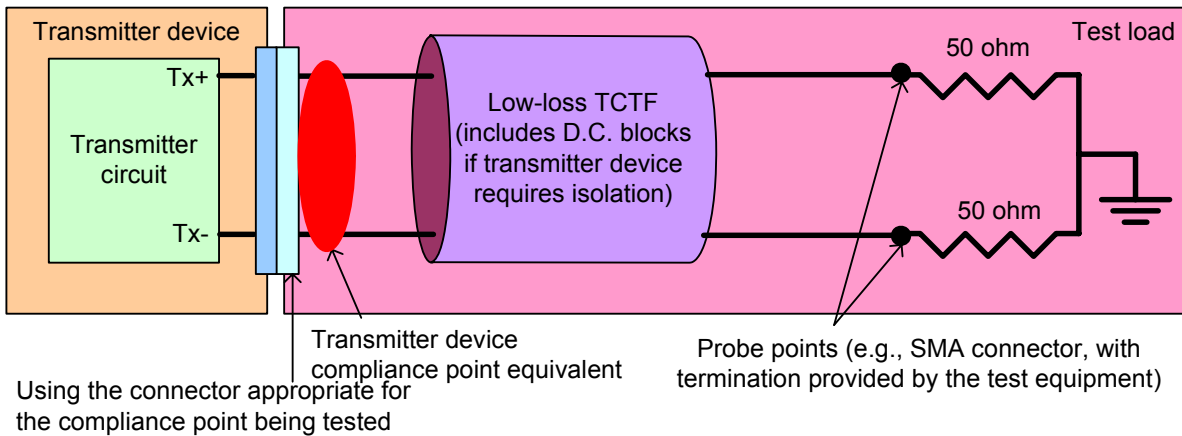 Transmitter device
Test load
Tx+
50 ohm
Transmitter
circuit
Low-loss TCTF
(includes D.C. blocks
if transmitter device
requires isolation)
Tx-
50 ohm
Transmitter device
compliance point equivalent
Probe points (e.g., SMA connector, with
termination provided by the test equipment)
Using the connector appropriate for
the compliance point being tested